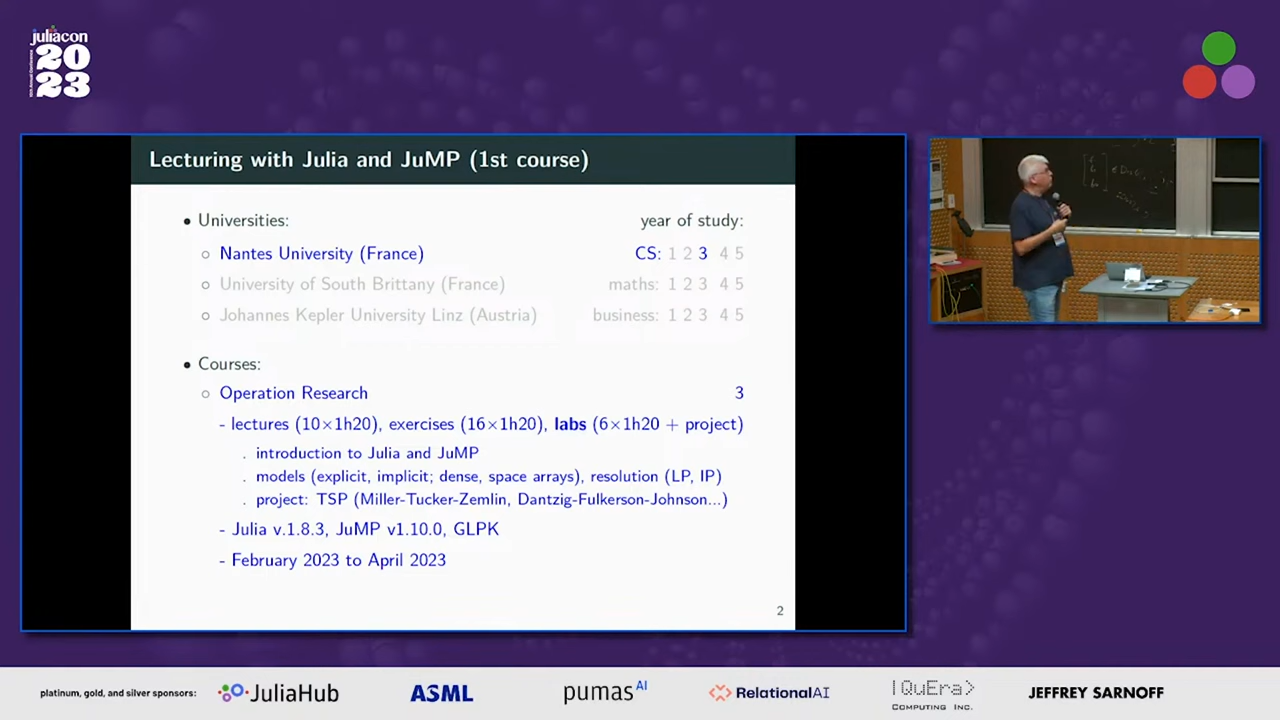 juliacon
20
23
Lecturing with Julia and JuMP (1st course)
• Universities: year of study:
Nantes University (France) CS: 1 2 3 4 5
University of South Brittany (France) maths: 1 2 3 4 5
Johannes Kepler University Linz (Austria) business: 1 2 3 4 5
• Courses:
Operation Research 3
- lectures (10×1h20), exercises (16×1h20), labs (6×1h20 + project)
. introduction to Julia and JuMP
. models (explicit, implicit; dense, space arrays), resolution (LP, IP)
. project: TSP (Miller-Tucker-Zemlin, Dantzig-Fulkerson-Johnson...)
- Julia v.1.8.3, JuMP v1.10.0, GLPK
- February 2023 to April 2023
2
platinum, gold, and silver sponsors: JuliaHub ASML pumas AI RelationalAI |QuEra> COMPUTING INC. JEFFREY SARNOFF